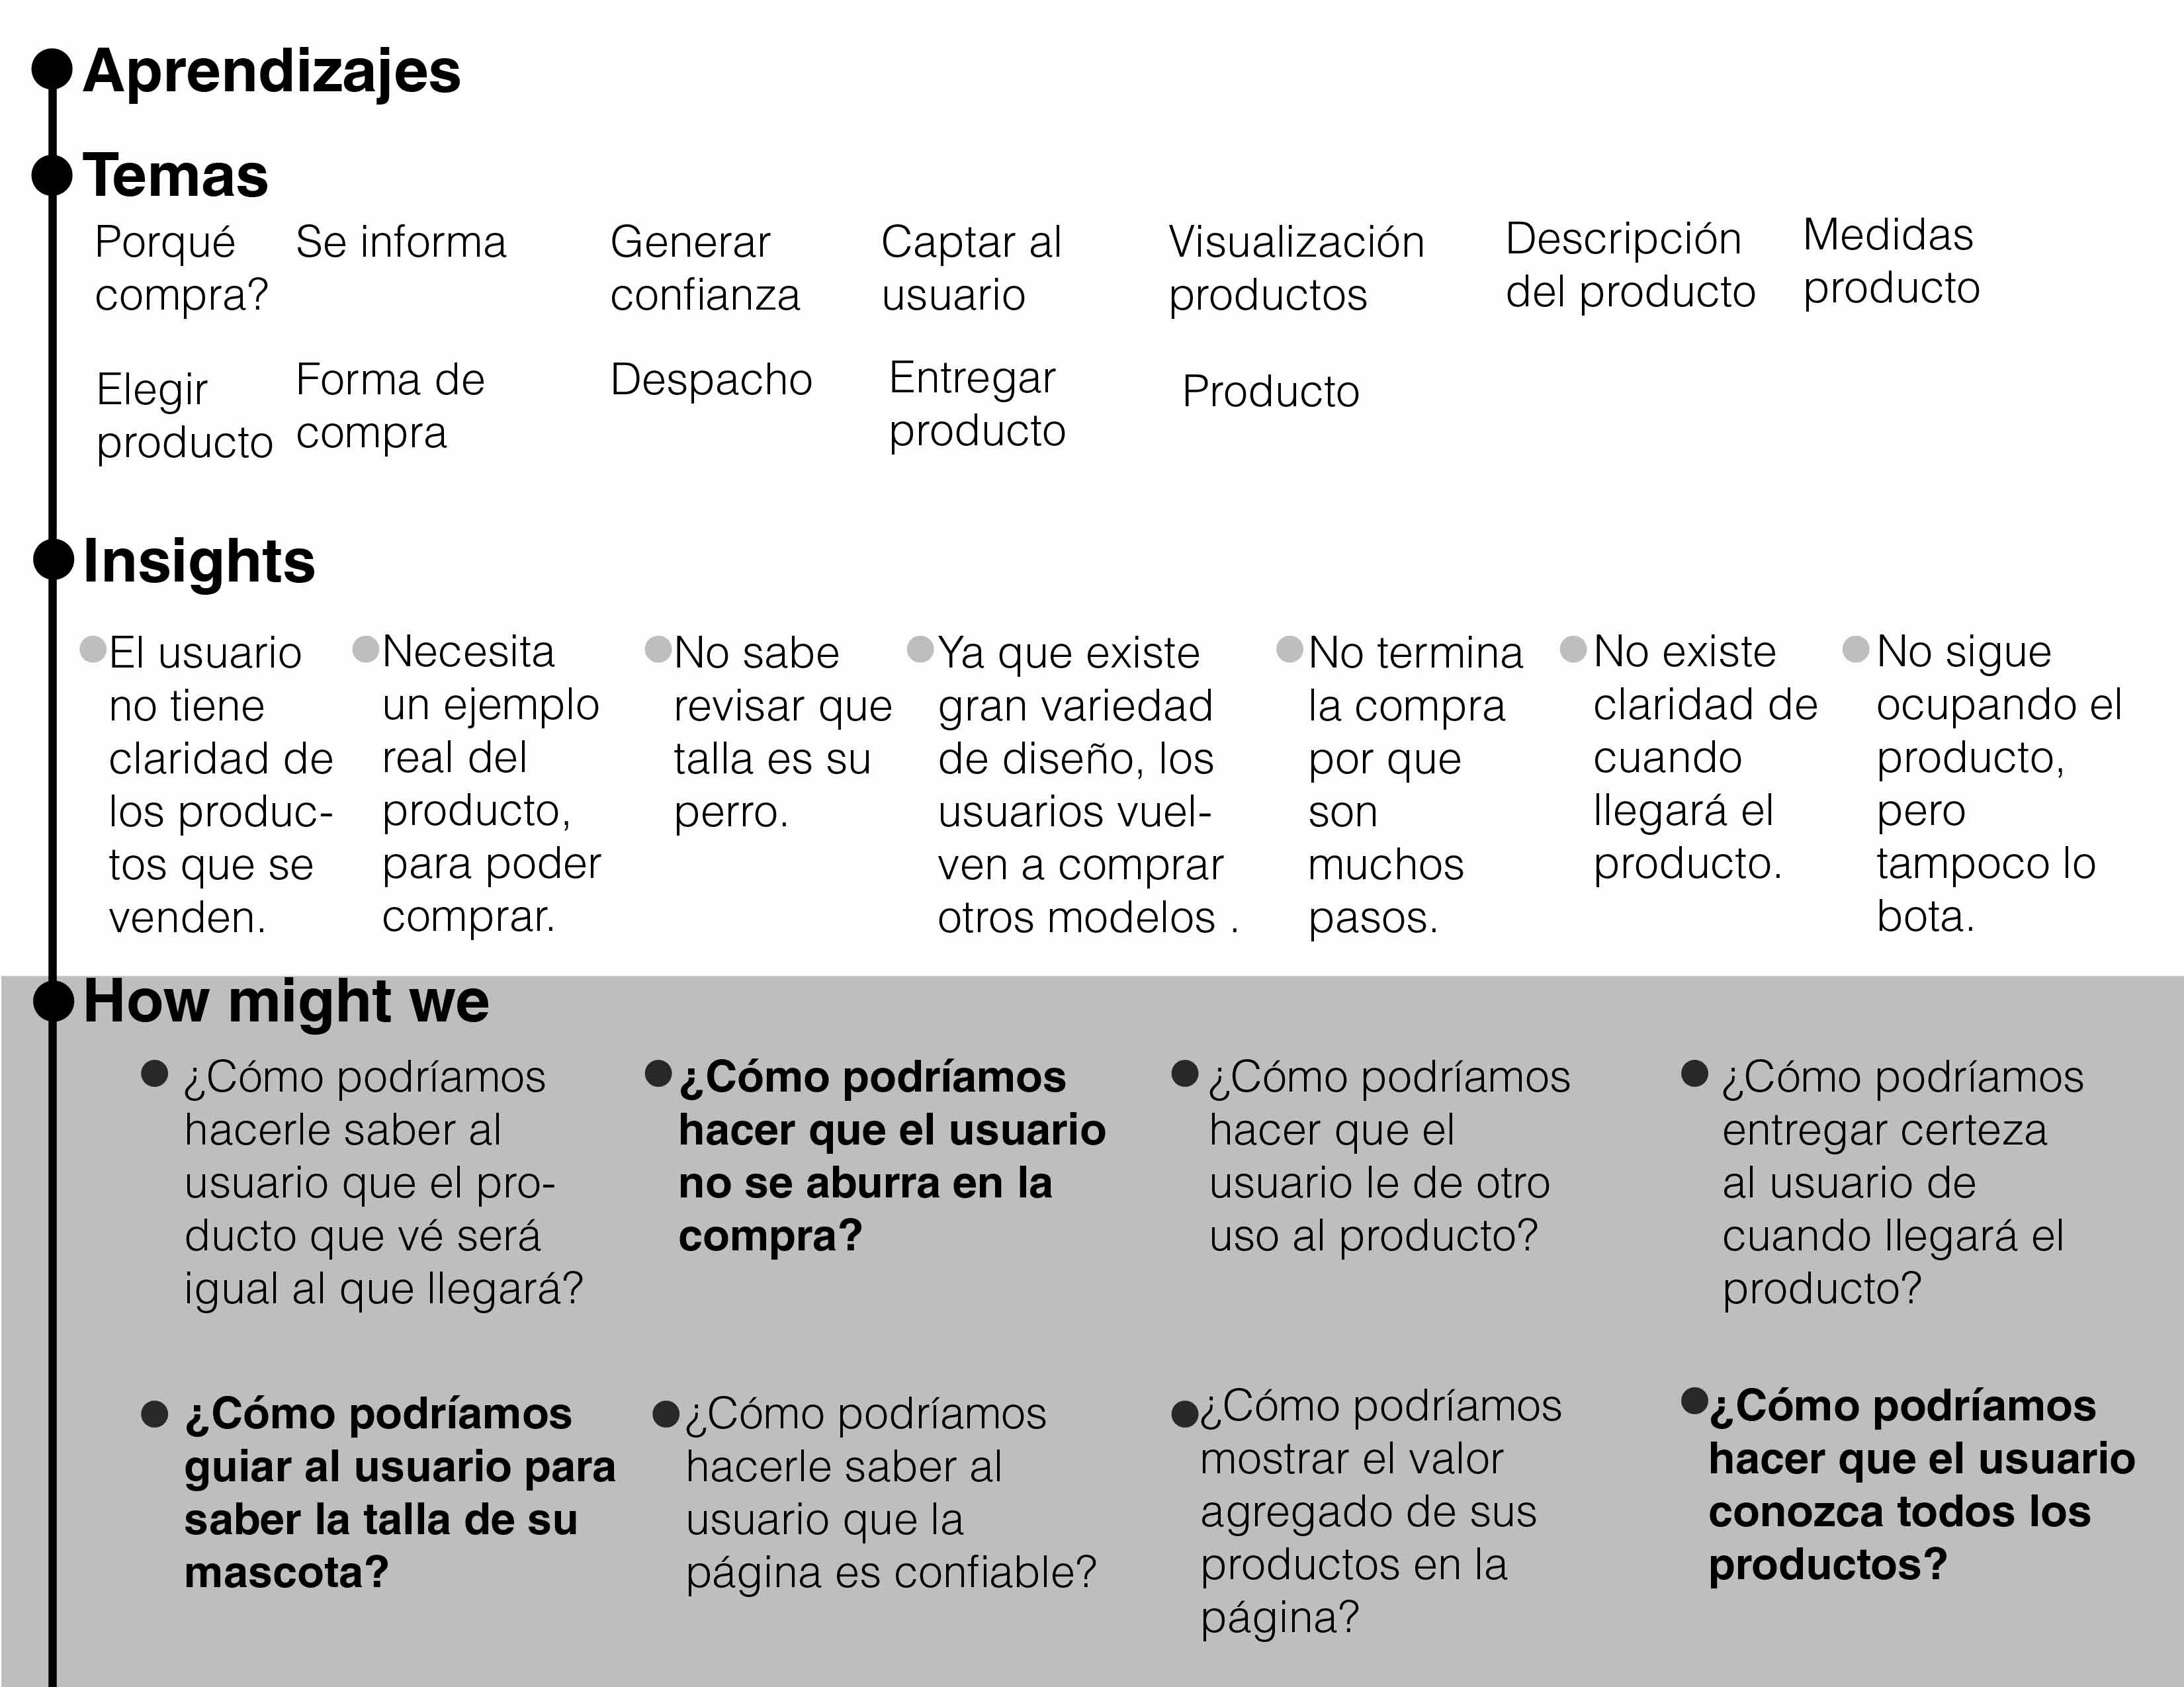 Aprendizajes
Temas
Porqué
compra?
Se informa
Generar
confianza
Captar al
usuario
Visualización
productos
Descripción
del producto
Medidas
producto
Elegir
producto
Forma de
compra
Despacho
Entregar
producto
Producto
Insights
El usuario
no tiene
claridad de
los produc-
tos que se
venden.
Necesita
un ejemplo
real del
producto,
para poder
comprar.
No sabe
revisar que
talla es su
perro.
Ya que existe
gran variedad
de diseño, los
usuarios vuel-
ven a comprar
otros modelos .
No termina
la compra
por que
son
muchos
pasos.
No existe
claridad de
cuando
llegará el
producto.
No sigue
ocupando el
producto,
pero
tampoco lo
bota.
How might we
¿Cómo podríamos
hacerle saber al
usuario que el pro-
ducto que vé será
igual al que llegará?
¿Cómo podríamos
hacer que el usuario
no se aburra en la
compra?
¿Cómo podríamos
hacer que el
usuario le de otro
uso al producto?
¿Cómo podríamos
entregar certeza
al usuario de
cuando llegará el
producto?
¿Cómo podríamos
guiar al usuario para
saber la talla de su
mascota?
¿Cómo podríamos
hacerle saber al
usuario que la
página es confiable?
¿Cómo podríamos
mostrar el valor
agregado de sus
productos en la
página?
¿Cómo podríamos
hacer que el usuario
conozca todos los
productos?